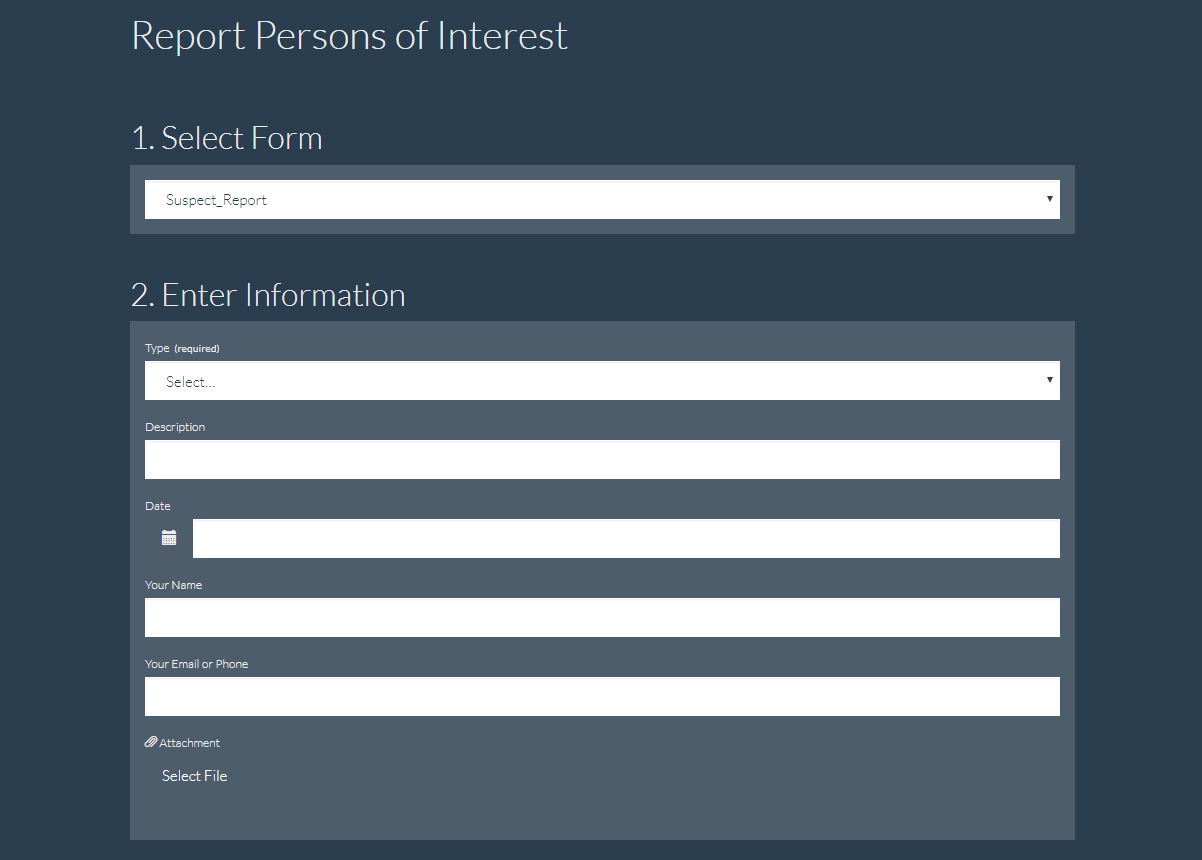 Report Persons of Interest
1. Select Form
Suspect_Report
2. Enter Information
Type (required)
Select...
Description
Date
Your Name
Your Email or Phone
Attachment
Select File